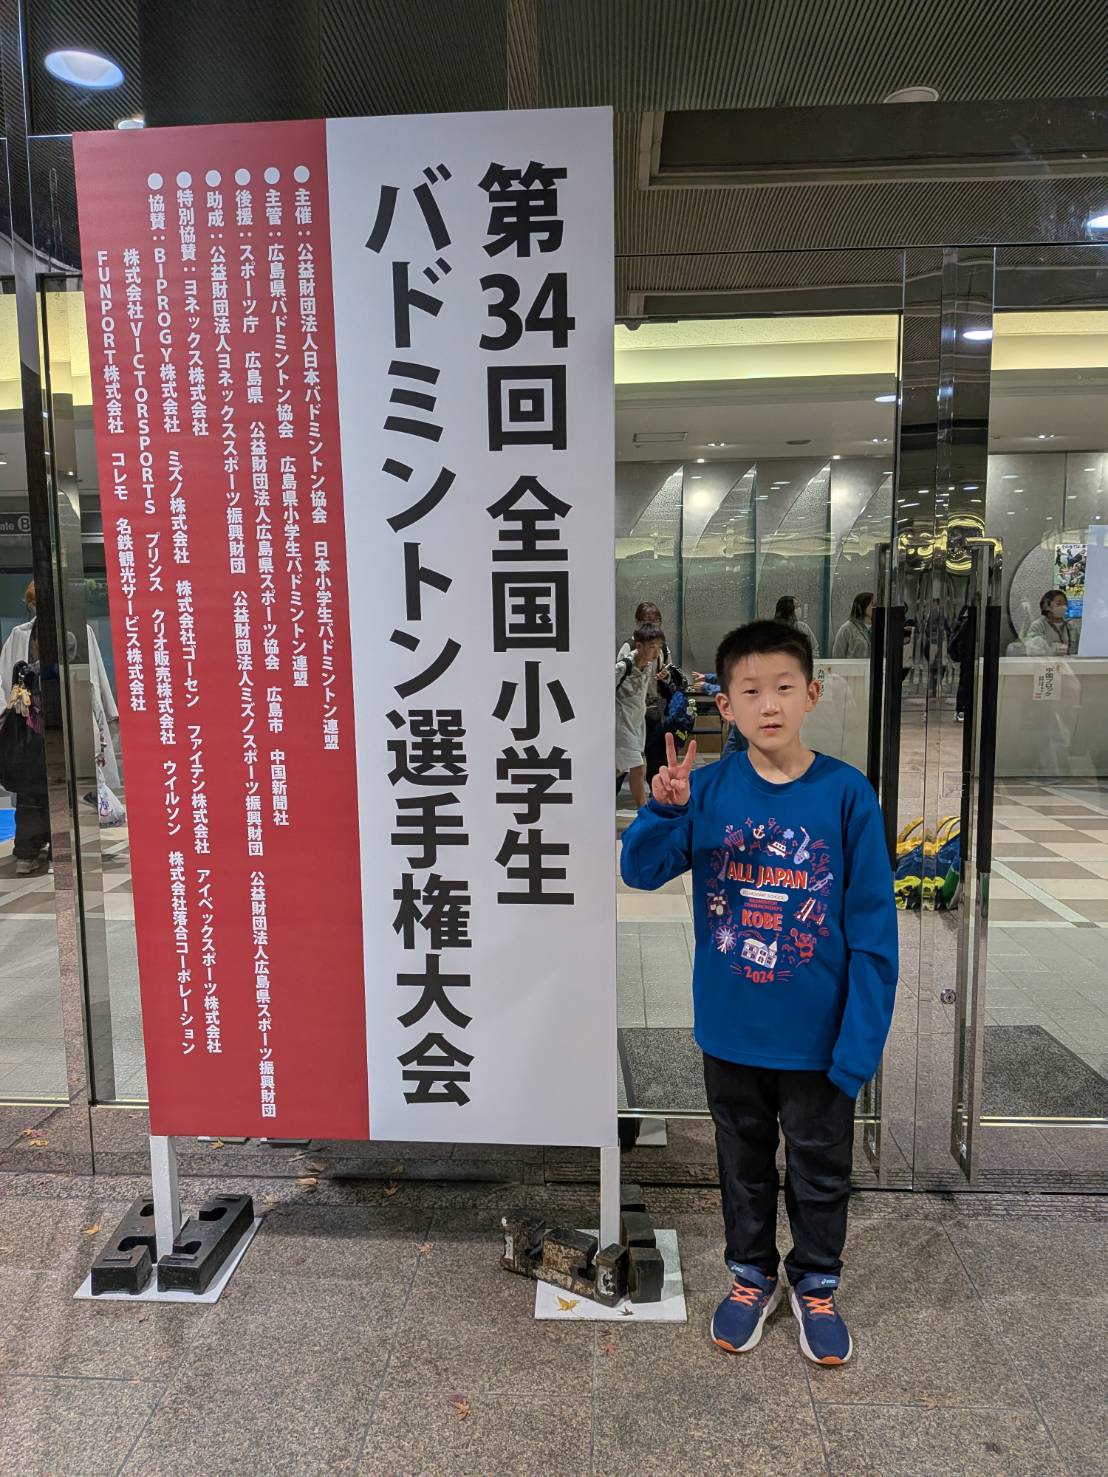 第34回 全国小学生
バドミントン選手権大会
●主催：公益財団法人日本バドミントン協会　日本小学生バドミントン連盟
●主管：広島県バドミントン協会　広島県小学生バドミントン連盟
●後援：スポーツ庁　広島県　公益財団法人広島県スポーツ協会　広島市　中国新聞社
●助成：公益財団法人ヨネックススポーツ振興財団　公益財団法人ミズノスポーツ振興財団　公益財団法人広島県スポーツ振興財団
●特別協賛：ヨネックス株式会社
●協賛：BIPROGY株式会社　ミズノ株式会社　株式会社ゴーセン　ファイテン株式会社　アイベックスポーツ株式会社
株式会社VICTORSPORTS　プリンス　クリオ販売株式会社　ウイルソン　株式会社落合コーポレーション
FUNPORT株式会社　コレモ　名鉄観光サービス株式会社
ALL JAPAN
KOBE
2024
中国ブロック
asics